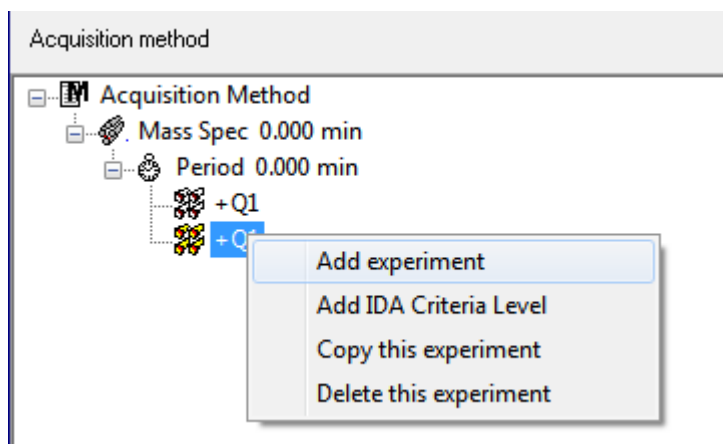 Acquisition method
Acquisition Method
Mass Spec 0.000 min
Period 0.000 min
+Q1
+Q1
Add experiment
Add IDA Criteria Level
Copy this experiment
Delete this experiment